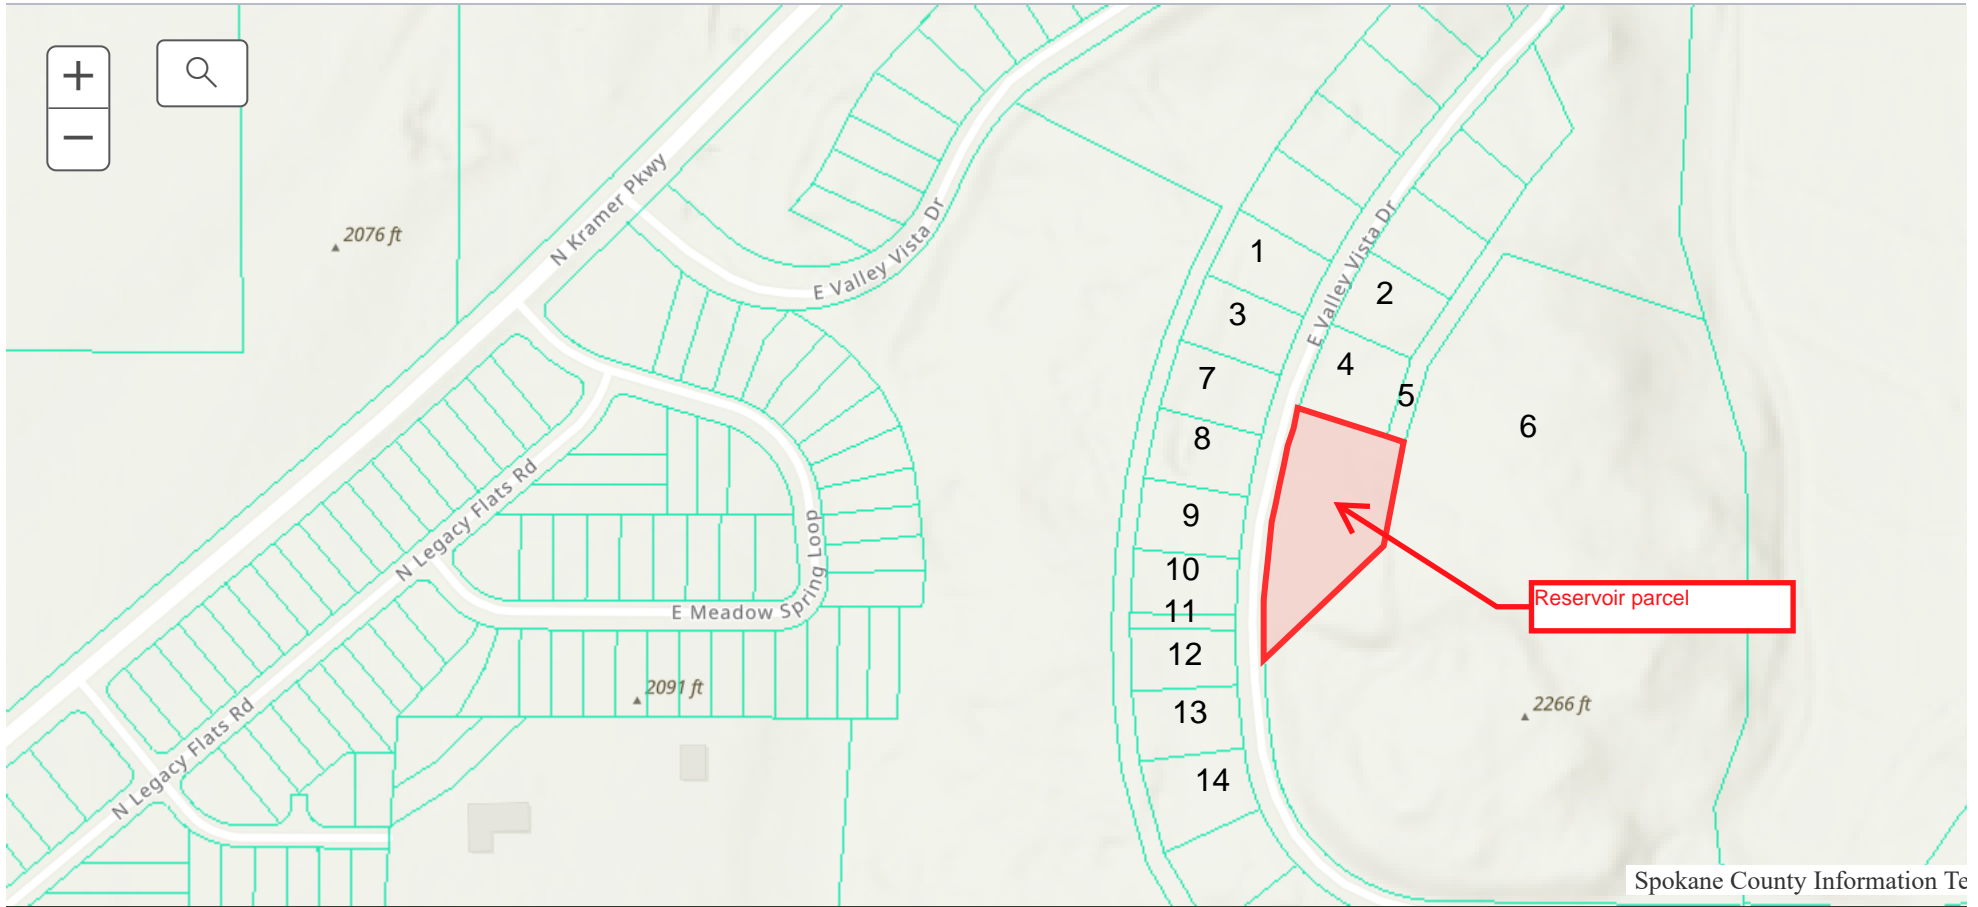 +
−
2076 ft
N Kramer Pkwy
E Valley Vista Dr
E Valley Vista Dr
1
2
3
4
7
5
8
6
N Legacy Flats Rd
9
E Meadow Spring Loop
10
11
Reservoir parcel
12
2091 ft
2266 ft
13
N Legacy Flats Rd
14
Spokane County Information Te